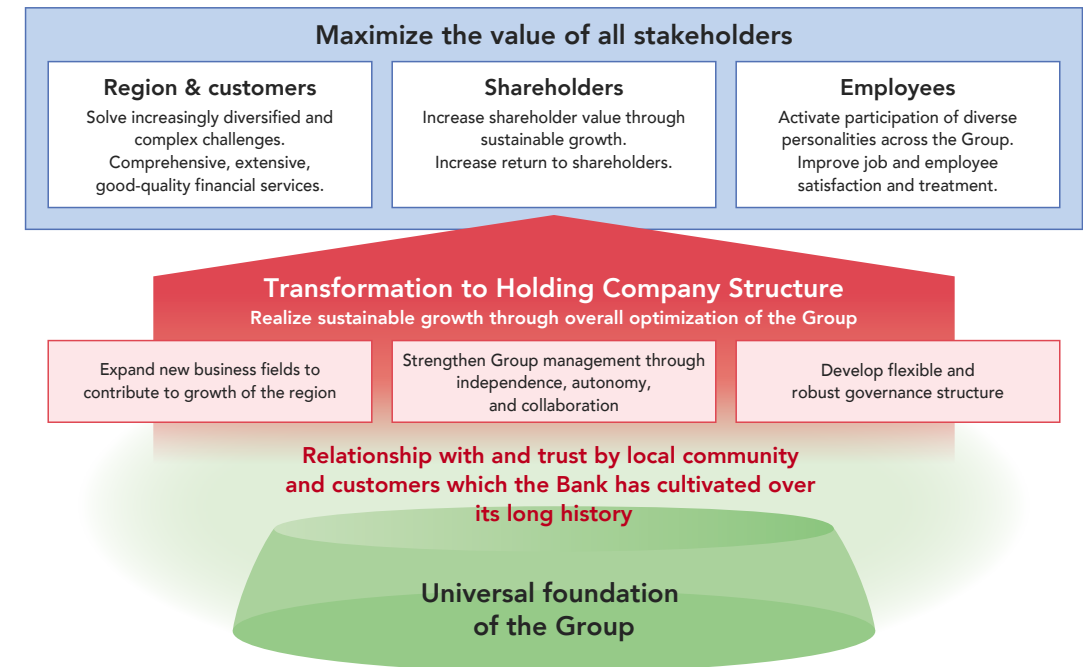 Maximize the value of all stakeholders
Region & customers
Solve increasingly diversified and
complex challenges.
Comprehensive, extensive,
good-quality financial services.
Shareholders
Increase shareholder value through
sustainable growth.
Increase return to shareholders.
Employees
Activate participation of diverse
personalities across the Group.
Improve job and employee
satisfaction and treatment.
Transformation to Holding Company Structure
Realize sustainable growth through overall optimization of the Group
Expand new business fields to
contribute to growth of the region
Strengthen Group management through
independence, autonomy,
and collaboration
Develop flexible and
robust governance structure
Relationship with and trust by local community
and customers which the Bank has cultivated over
its long history
Universal foundation
of the Group